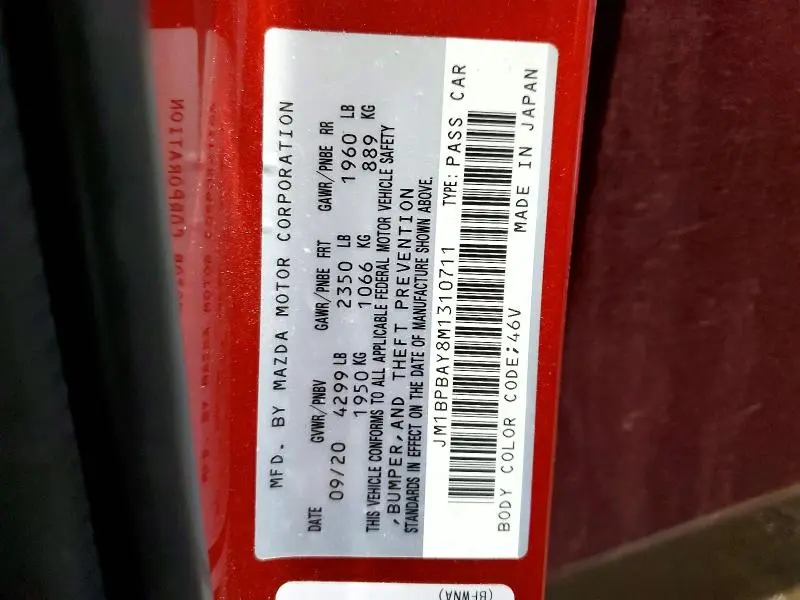 MFD. BY MAZDA MOTOR CORPORATION
DATE GVWR/PNBV GAWR/PNBE FRT GAWR/PNBE RR
09/20 4299 LB 2350 LB 1960 LB
1950 KG 1066 KG 889 KG
THIS VEHICLE CONFORMS TO ALL APPLICABLE FEDERAL MOTOR VEHICLE SAFETY
,BUMPER,AND THEFT PREVENTION
STANDARDS IN EFFECT ON THE DATE OF MANUFACTURE SHOWN ABOVE.
JM1BPBAY8M1310711 TYPE: PASS CAR
BODY COLOR CODE;46V MADE IN JAPAN
(BFWNA)